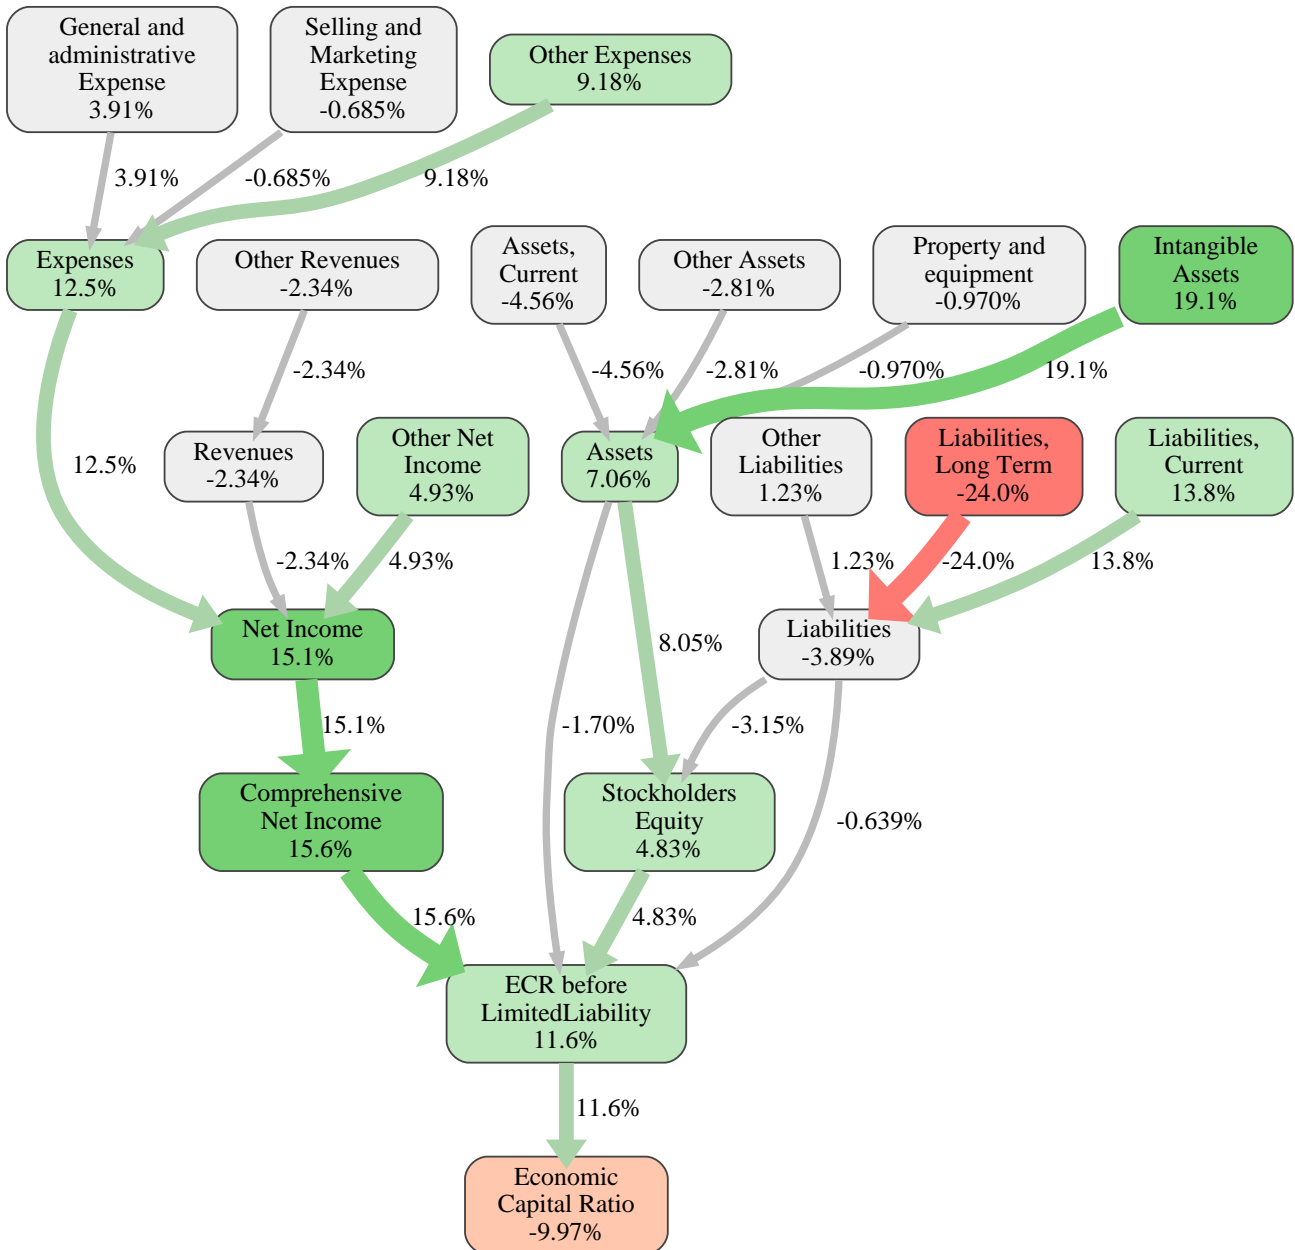 General and
administrative
Expense
3.91%
Selling and
Marketing
Expense
-0.685%
Other Expenses
9.18%
3.91%
-0.685%
9.18%
Expenses
12.5%
Other Revenues
-2.34%
Assets,
Current
-4.56%
Other Assets
-2.81%
Property and
equipment
-0.970%
Intangible
Assets
19.1%
-2.34%
-4.56%
-2.81%
-0.970%
19.1%
12.5%
Revenues
-2.34%
Other Net
Income
4.93%
Assets
7.06%
Other
Liabilities
1.23%
Liabilities,
Long Term
-24.0%
Liabilities,
Current
13.8%
-2.34%
4.93%
1.23%
-24.0%
13.8%
Net Income
15.1%
8.05%
Liabilities
-3.89%
15.1%
-1.70%
-3.15%
Comprehensive
Net Income
15.6%
Stockholders
Equity
4.83%
-0.639%
15.6%
4.83%
ECR before
LimitedLiability
11.6%
11.6%
Economic
Capital Ratio
-9.97%